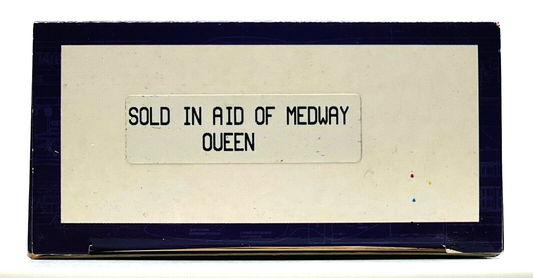 SOLD IN AID OF MEDWAY
QUEEN